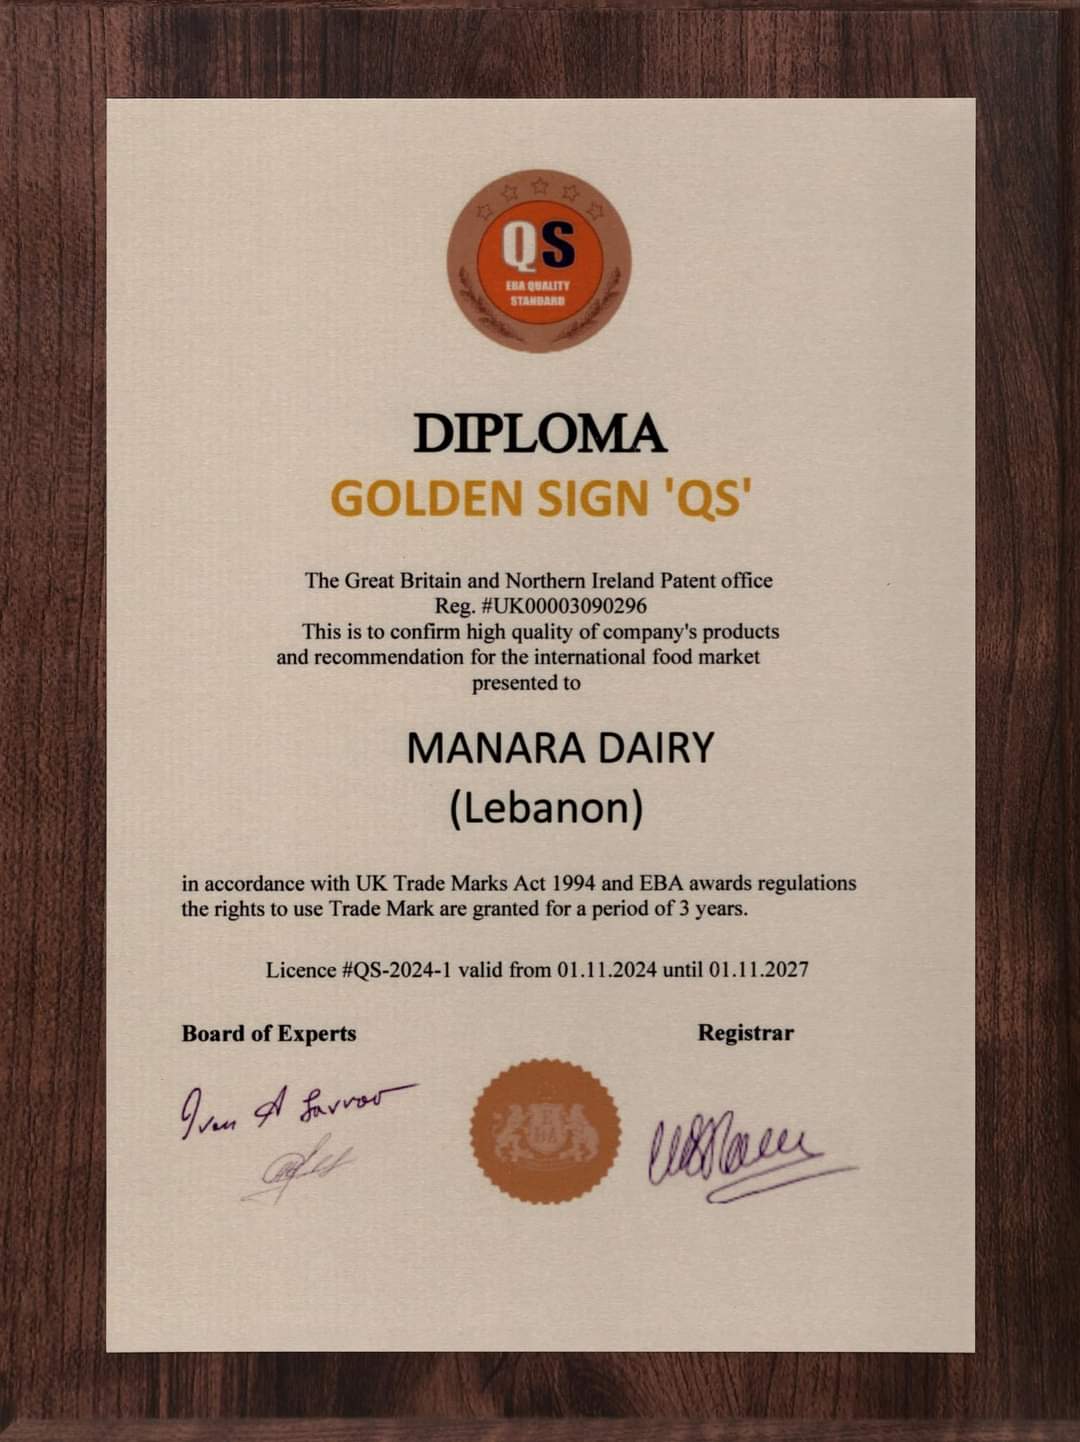 QS
EBA QUALITY
STANDARD
DIPLOMA
GOLDEN SIGN 'QS'
The Great Britain and Northern Ireland Patent office
Reg. #UK00003090296
This is to confirm high quality of company's products
and recommendation for the international food market
presented to
MANARA DAIRY
(Lebanon)
in accordance with UK Trade Marks Act 1994 and EBA awards regulations
the rights to use Trade Mark are granted for a period of 3 years.
Licence #QS-2024-1 valid from 01.11.2024 until 01.11.2027
Board of Experts
Registrar